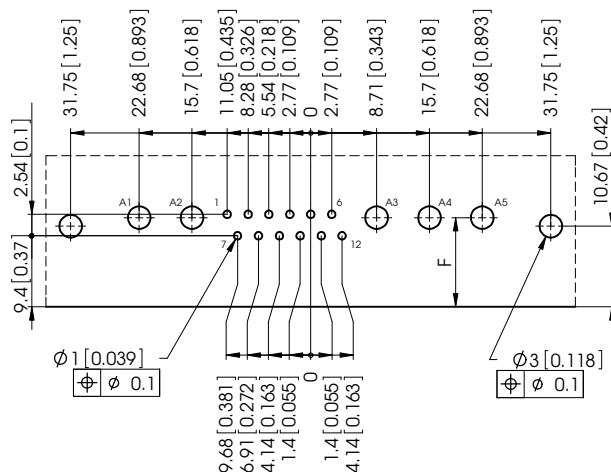 31.75 [1.25]
22.68 [0.893]
15.7 [0.618]
11.05 [0.435]
8.28 [0.326]
5.54 [0.218]
2.77 [0.109]
0
2.77 [0.109]
8.71 [0.343]
15.7 [0.618]
22.68 [0.893]
31.75 [1.25]
2.54 [0.1]
9.4 [0.37
10.67 [0.42]
A1
A2
1
6
A3
A4
A5
7
12
F
Ø1 [0.039]
⌖ Ø 0.1
Ø3 [0.118]
⌖ Ø 0.1
9.68 [0.381]
6.91 [0.272]
4.14 [0.163]
1.4 [0.055]
0
1.4 [0.055]
4.14 [0.163]